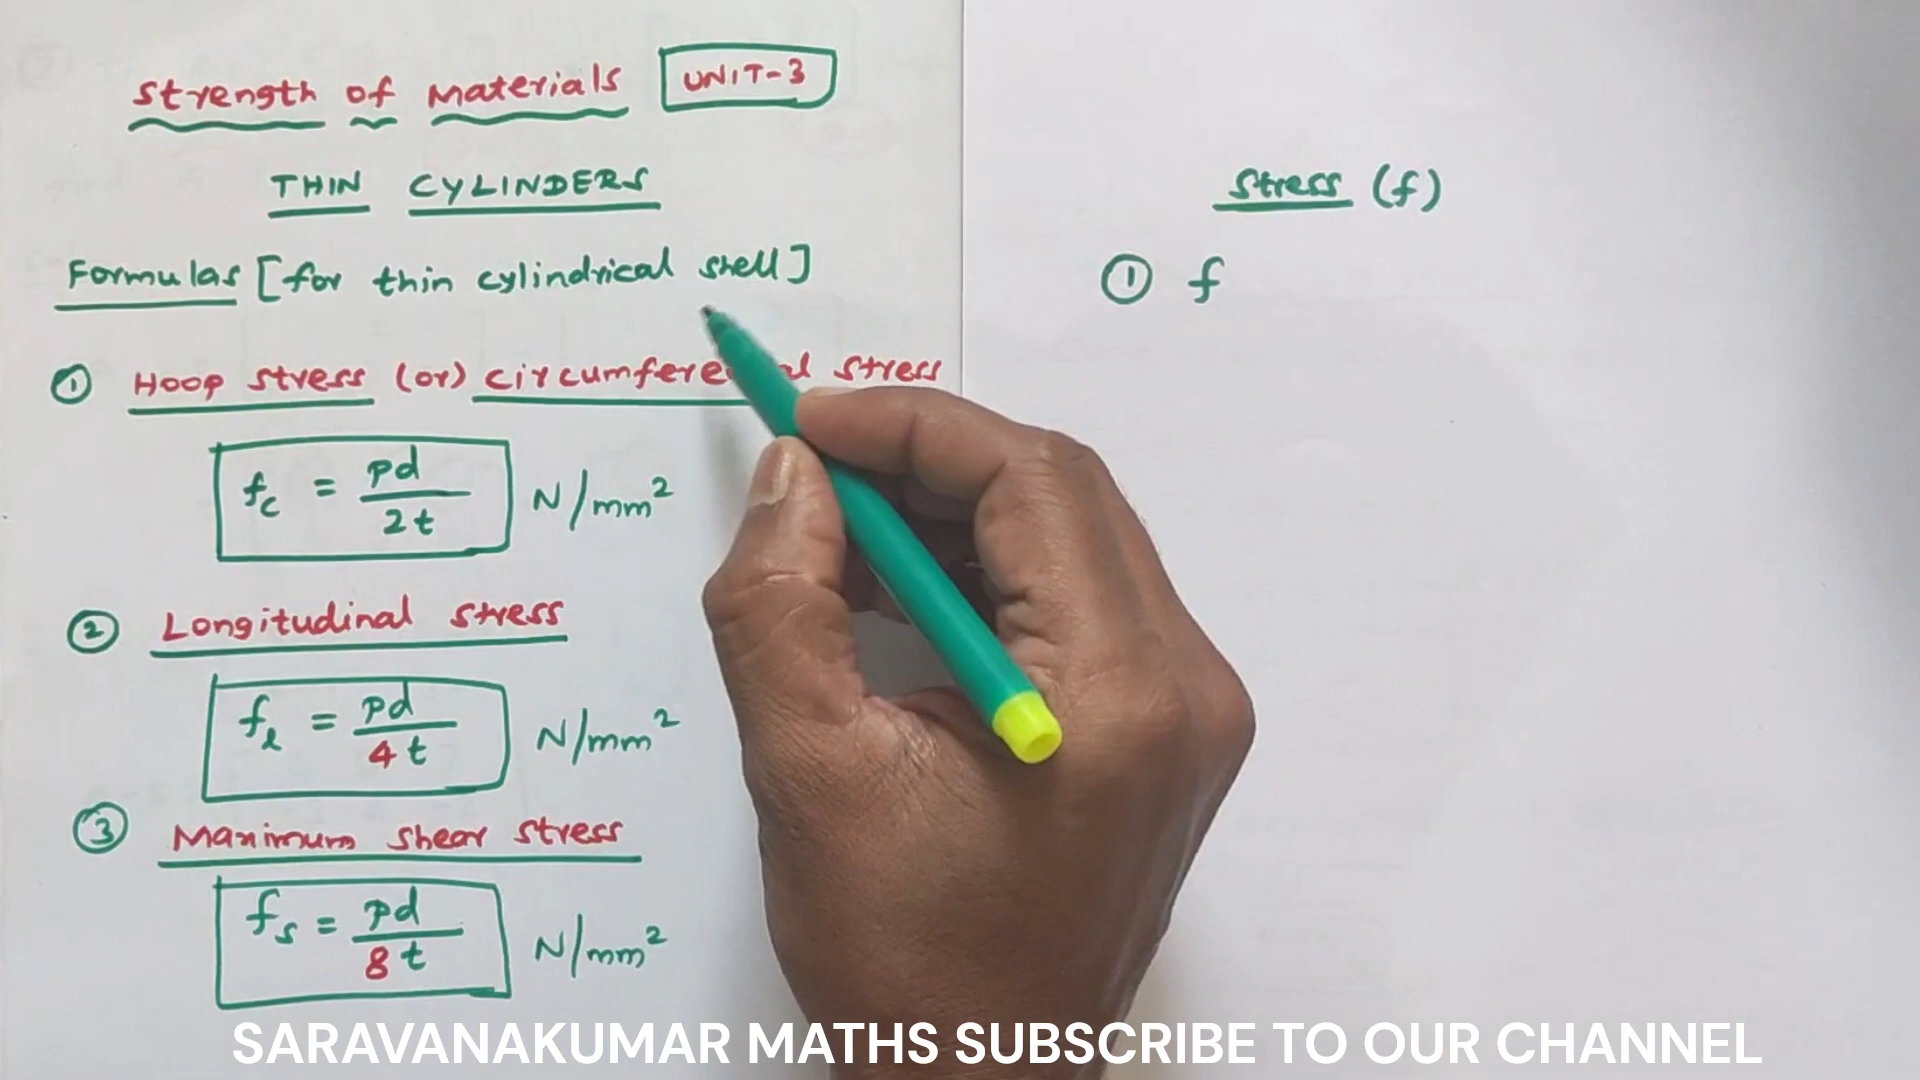 Strength of Materials UNIT-3
THIN CYLINDERS
Formulas [for thin cylindrical shell]
① Hoop stress (or) circumfere al stress
fc = pd / 2t N/mm²
② Longitudinal stress
fl = pd / 4t N/mm²
③ Maximum shear stress
fs = pd / 8t N/mm²
Stress (f)
① f
SARAVANAKUMAR MATHS SUBSCRIBE TO OUR CHANNEL